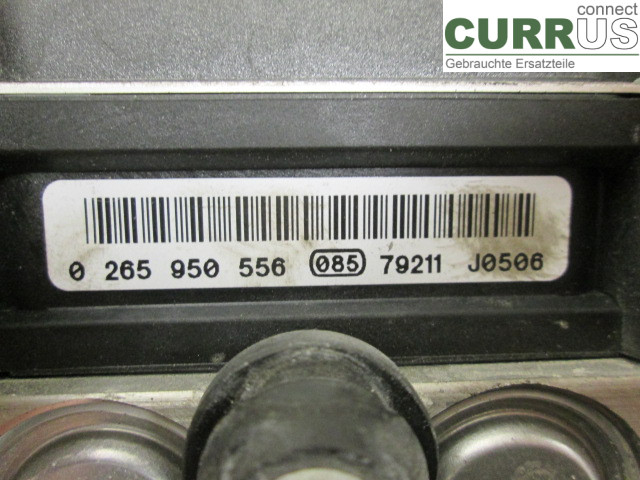 connect
CURRUS
Gebrauchte Ersatzteile
0 265 950 556 085 79211 J0506